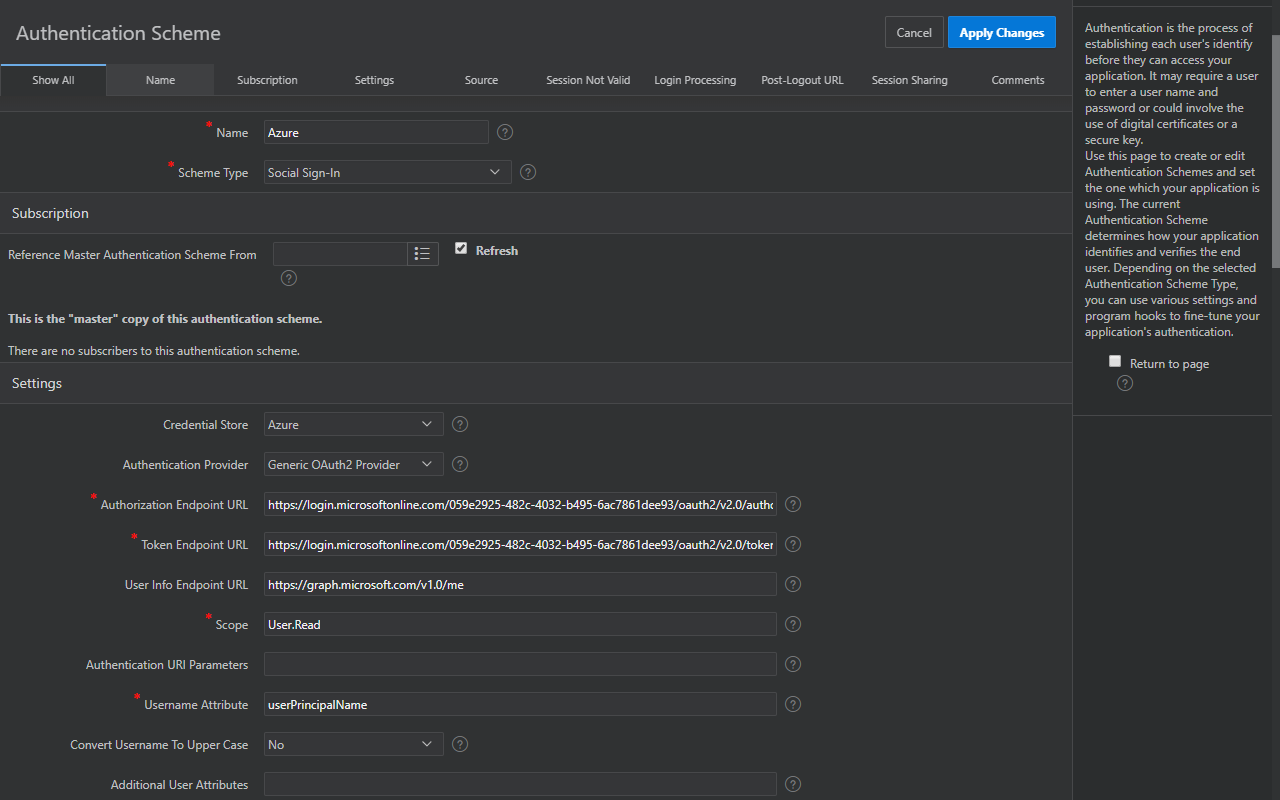 Authentication Scheme
Cancel
Apply Changes
Show All
Name
Subscription
Settings
Source
Session Not Valid
Login Processing
Post-Logout URL
Session Sharing
Comments
* Name
Azure
?
* Scheme Type
Social Sign-In
?
Subscription
Reference Master Authentication Scheme From
Refresh
?
This is the "master" copy of this authentication scheme.
There are no subscribers to this authentication scheme.
Settings
Credential Store
Azure
?
Authentication Provider
Generic OAuth2 Provider
?
* Authorization Endpoint URL
https://login.microsoftonline.com/059e2925-482c-4032-b495-6ac7861dee93/oauth2/v2.0/autho
?
* Token Endpoint URL
https://login.microsoftonline.com/059e2925-482c-4032-b495-6ac7861dee93/oauth2/v2.0/token
?
User Info Endpoint URL
https://graph.microsoft.com/v1.0/me
?
* Scope
User.Read
?
Authentication URI Parameters
?
* Username Attribute
userPrincipalName
?
Convert Username To Upper Case
No
?
Additional User Attributes
?
Authentication is the process of
establishing each user's identify
before they can access your
application. It may require a user
to enter a user name and
password or could involve the
use of digital certificates or a
secure key.
Use this page to create or edit
Authentication Schemes and set
the one which your application is
using. The current
Authentication Scheme
determines how your application
identifies and verifies the end
user. Depending on the selected
Authentication Scheme Type,
you can use various settings and
program hooks to fine-tune your
application's authentication.
Return to page
?